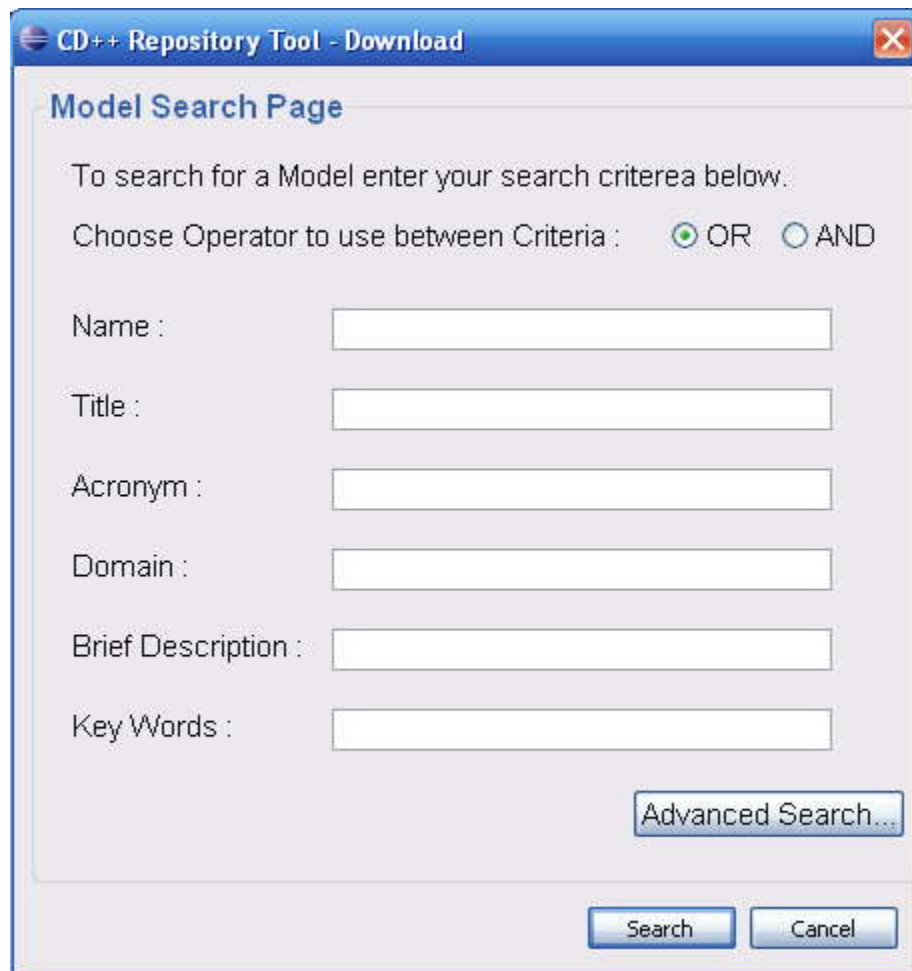 CD++ Repository Tool - Download
Model Search Page
To search for a Model enter your search criterea below.
Choose Operator to use between Criteria : OR AND
Name :
Title :
Acronym :
Domain :
Brief Description :
Key Words :
Advanced Search...
Search Cancel